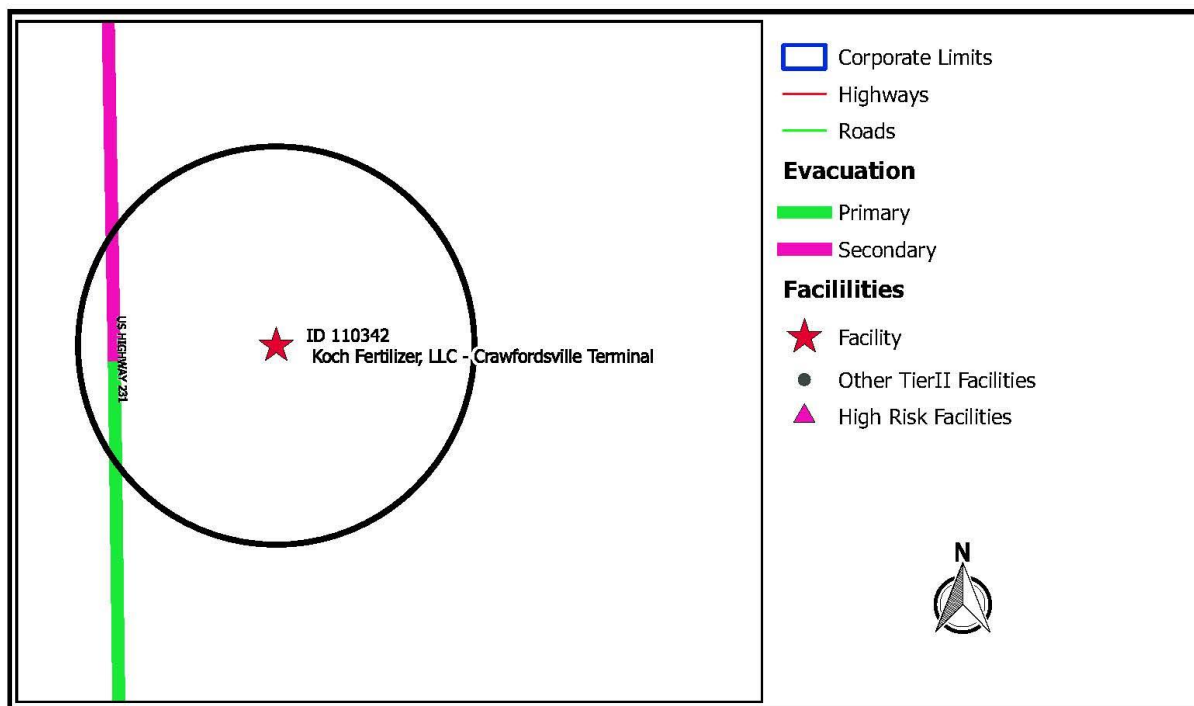 US HIGHWAY 231
ID 110342
Koch Fertilizer, LLC - Crawfordsville Terminal
Corporate Limits
Highways
Roads
Evacuation
Primary
Secondary
Facililities
Facility
Other TierII Facilities
High Risk Facilities
N